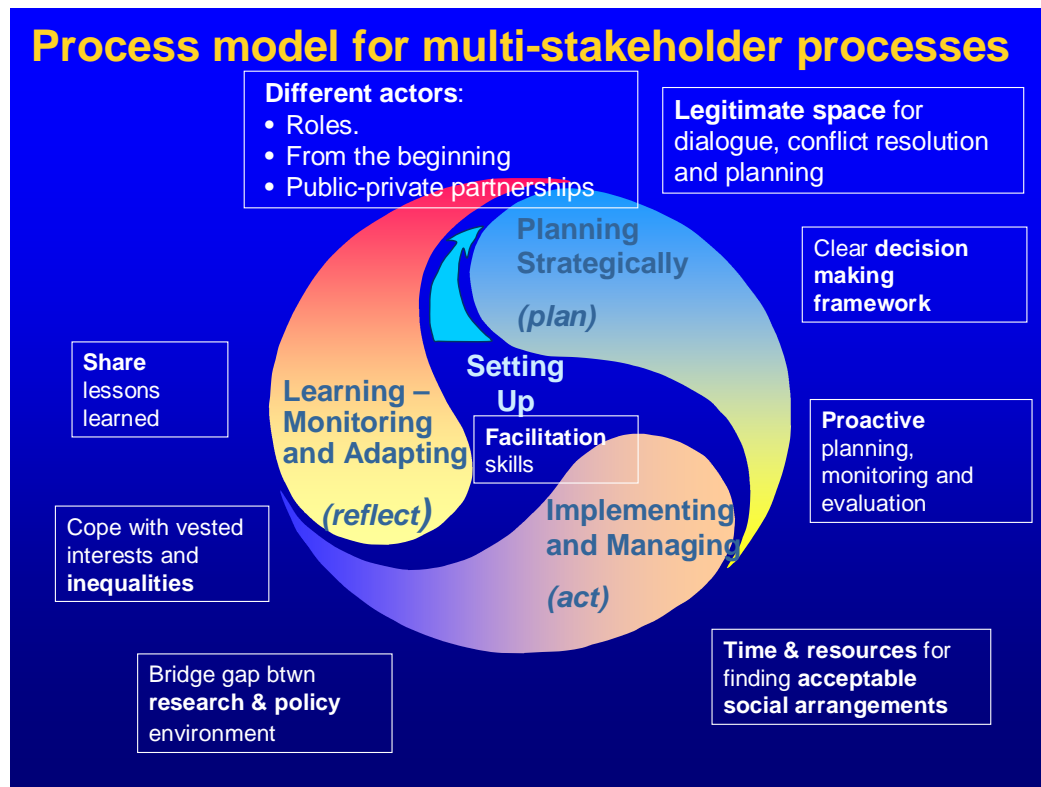 Process model for multi-stakeholder processes
Different actors:
• Roles.
• From the beginning
• Public-private partnerships
Legitimate space for
dialogue, conflict resolution
and planning
Planning
Strategically
(plan)
Clear decision
making
framework
Share
lessons
learned
Setting
Up
Learning –
Monitoring
and Adapting
(reflect)
Facilitation
skills
Proactive
planning,
monitoring and
evaluation
Implementing
and Managing
(act)
Cope with vested
interests and
inequalities
Time & resources for
finding acceptable
social arrangements
Bridge gap btwn
research & policy
environment